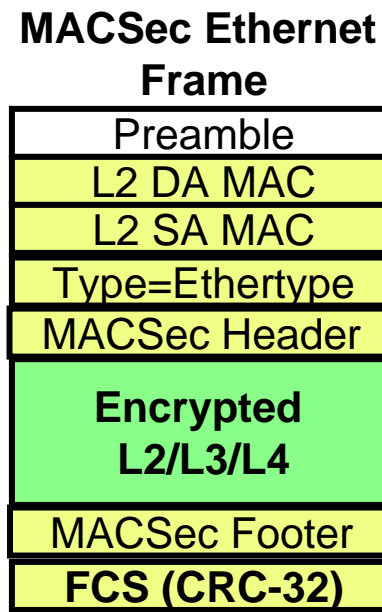 MACSec Ethernet
Frame
Preamble
L2 DA MAC
L2 SA MAC
Type=Ethertype
MACSec Header
Encrypted
L2/L3/L4
MACSec Footer
FCS (CRC-32)